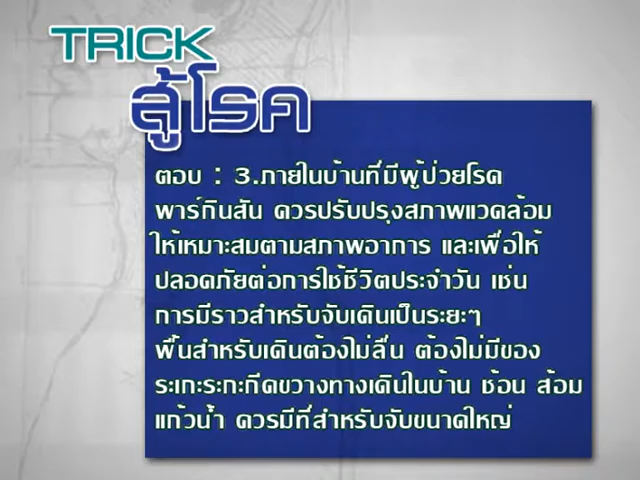 TRICK
สู้โรค
ตอบ : 3.ภายในบ้านที่มีผู้ป่วยโรค
พาร์กินสัน ควรปรับปรุงสภาพแวดล้อม
ให้เหมาะสมตามสภาพอาการ และเพื่อให้
ปลอดภัยต่อการใช้ชีวิตประจำวัน เช่น
การมีราวสำหรับจับเดินเป็นระยะๆ
พื้นสำหรับเดินต้องไม่ลื่น ต้องไม่มีของ
ระเกะระกะกีดขวางทางเดินในบ้าน ช้อน ส้อม
แก้วน้ำ ควรมีที่สำหรับจับขนาดใหญ่